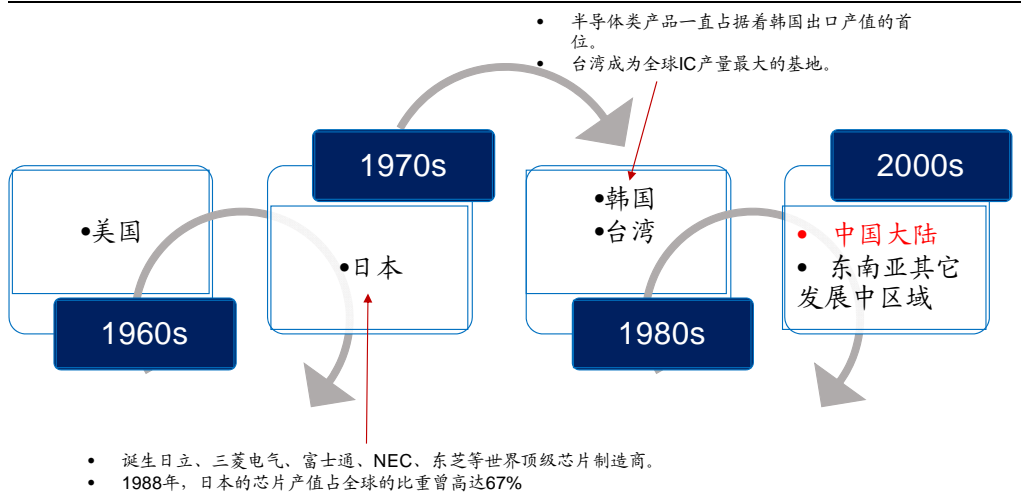 • 半导体类产品一直占据着韩国出口产值的首
位。
• 台湾成为全球IC产量最大的基地。
1970s
2000s
•美国
•日本
•韩国
•台湾
• 中国大陆
• 东南亚其它
发展中区域
1960s
1980s
• 诞生日立、三菱电气、富士通、NEC、东芝等世界顶级芯片制造商。
• 1988年，日本的芯片产值占全球的比重曾高达67%